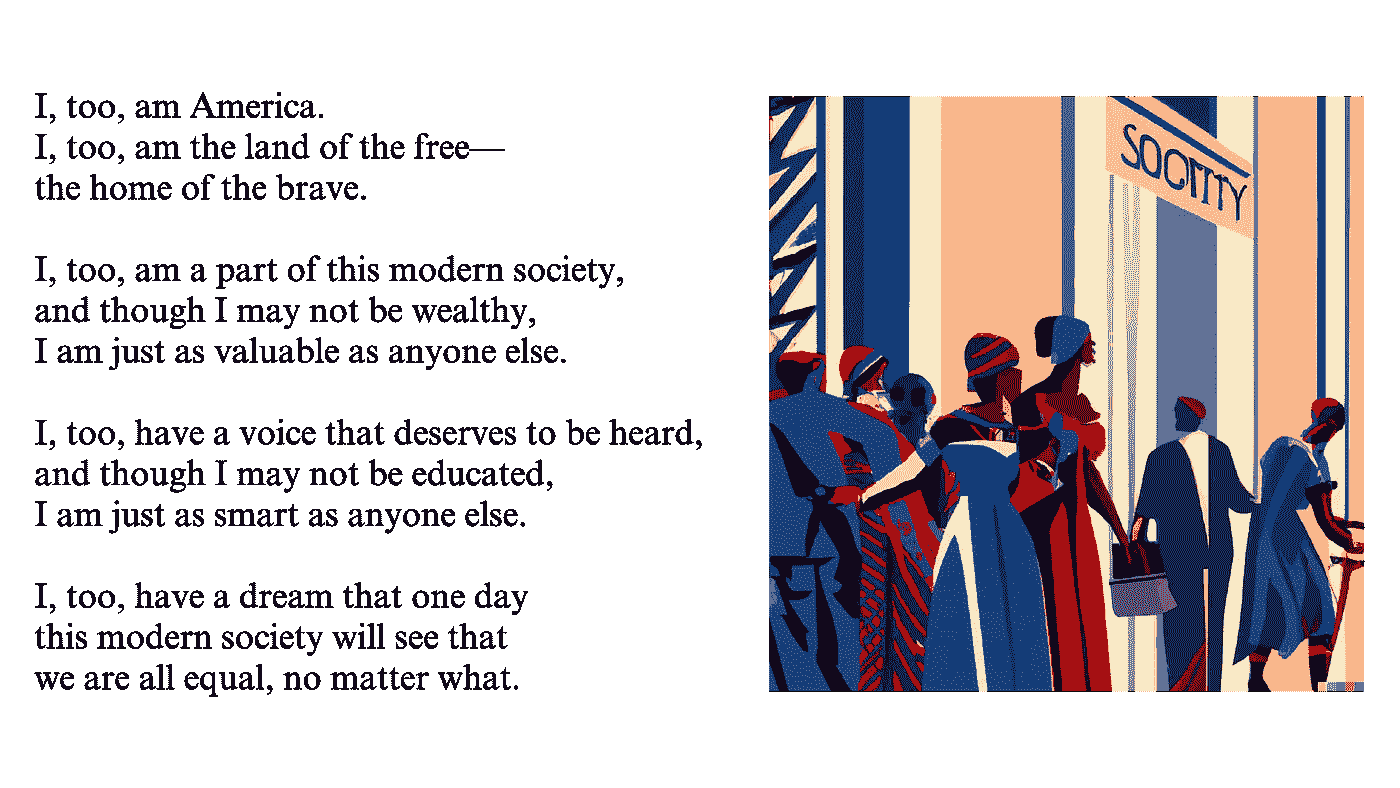 I, too, am America.
I, too, am the land of the free—
the home of the brave.
I, too, am a part of this modern society,
and though I may not be wealthy,
I am just as valuable as anyone else.
I, too, have a voice that deserves to be heard,
and though I may not be educated,
I am just as smart as anyone else.
I, too, have a dream that one day
this modern society will see that
we are all equal, no matter what.
SOCITTY